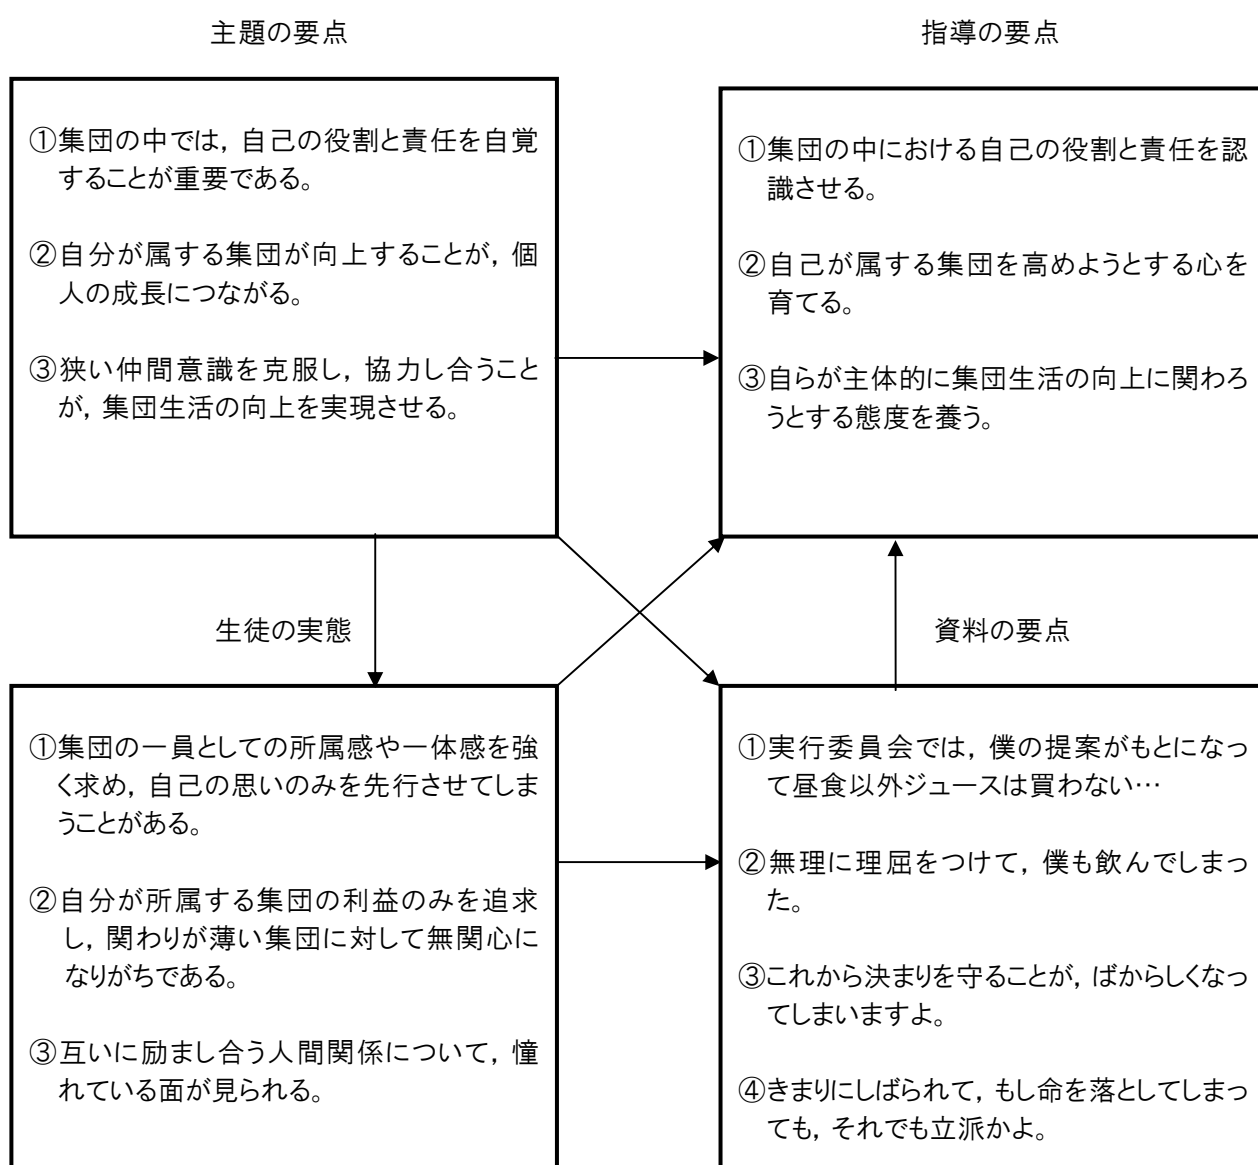 主題の要点
①集団の中では，自己の役割と責任を自覚
することが重要である。
②自分が属する集団が向上することが，個
人の成長につながる。
③狭い仲間意識を克服し，協力し合うこと
が，集団生活の向上を実現させる。
指導の要点
①集団の中における自己の役割と責任を認
識させる。
②自己が属する集団を高めようとする心を
育てる。
③自らが主体的に集団生活の向上に関わろ
うとする態度を養う。
生徒の実態
①集団の一員としての所属感や一体感を強
く求め，自己の思いのみを先行させてしま
うことがある。
②自分が所属する集団の利益のみを追求
し，関わりが薄い集団に対して無関心に
なりがちである。
③互いに励まし合う人間関係について，憧
れている面が見られる。
資料の要点
①実行委員会では，僕の提案がもとになっ
て昼食以外ジュースは買わない…
②無理に理屈をつけて，僕も飲んでしまっ
た。
③これから決まりを守ることが，ばからしくなっ
てしまいますよ。
④きまりにしばられて，もし命を落としてしまっ
ても，それでも立派かよ。